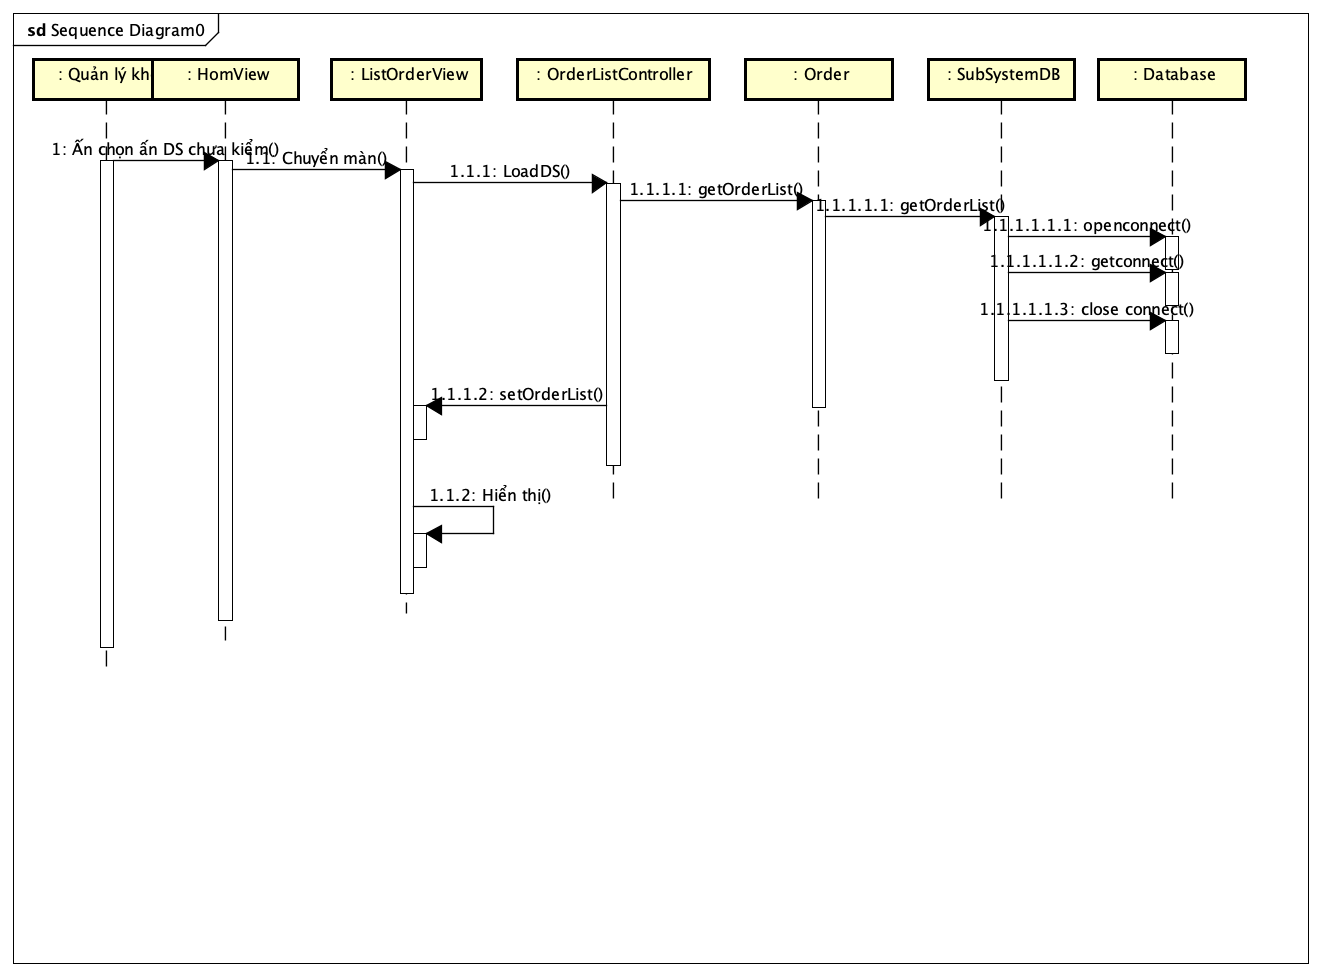 sd Sequence Diagram0
: Quản lý kh
: HomView
: ListOrderView
: OrderListController
: Order
: SubSystemDB
: Database
1: Ấn chọn ấn DS chưa kiểm()
1.1: Chuyển màn()
1.1.1: LoadDS()
1.1.1.1: getOrderList()
1.1.1.1.1: getOrderList()
1.1.1.1.1.1: openconnect()
1.1.1.1.1.2: getconnect()
1.1.1.1.1.3: close connect()
1.1.1.2: setOrderList()
1.1.2: Hiển thị()